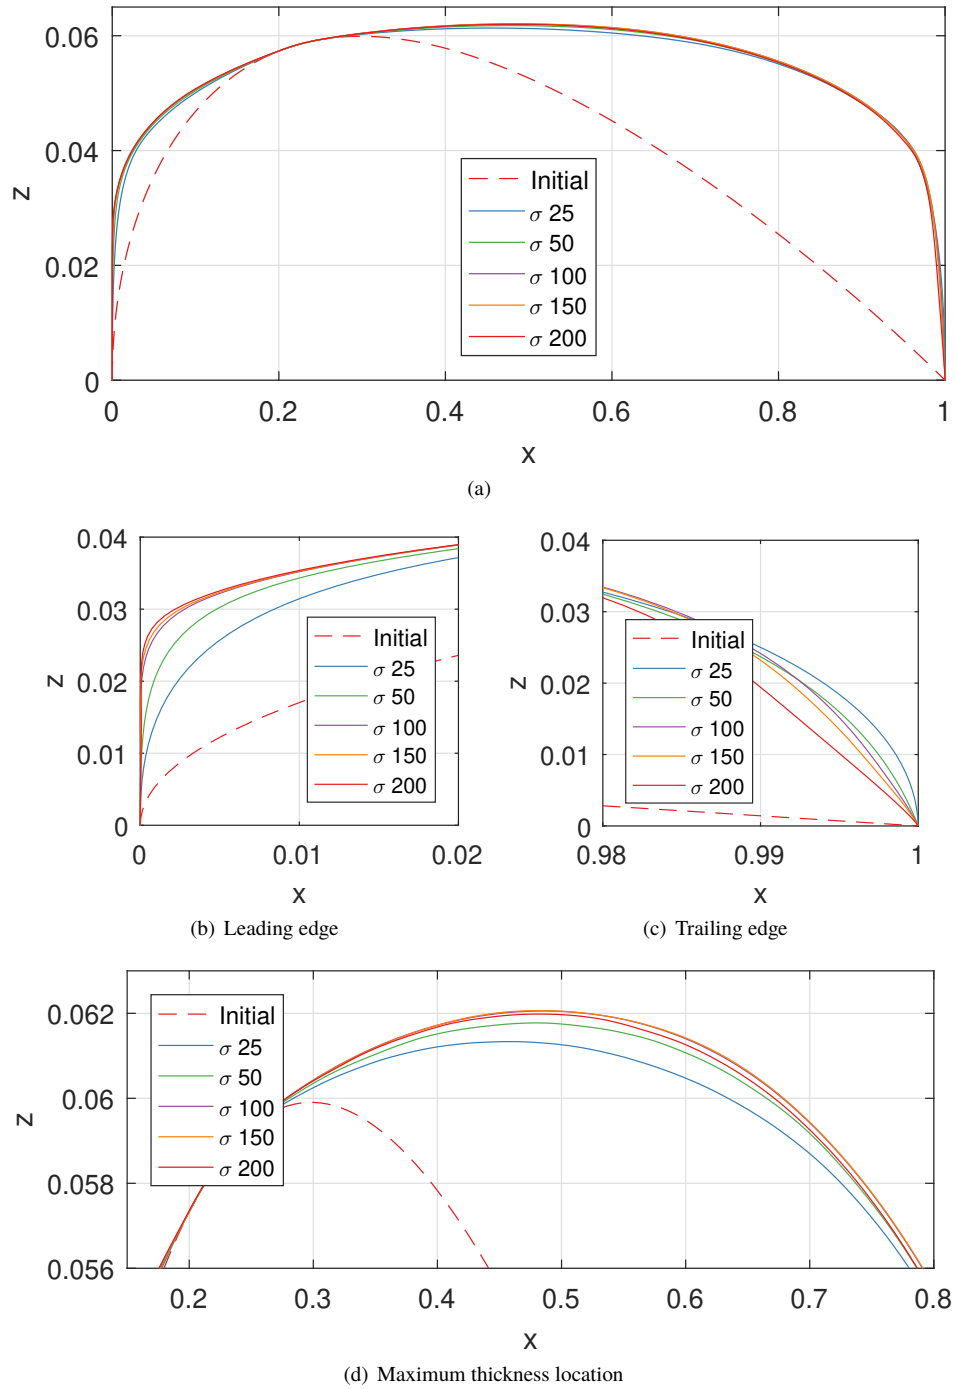 0.06
0.04
0.02
0
z
Initial
σ 25
σ 50
σ 100
σ 150
σ 200
0 0.2 0.4 0.6 0.8 1
x
(a)
0.04
0.03
0.02
0.01
0
z
Initial
σ 25
σ 50
σ 100
σ 150
σ 200
0 0.01 0.02
x
(b) Leading edge
0.04
0.03
0.02
0.01
0
z
Initial
σ 25
σ 50
σ 100
σ 150
σ 200
0.98 0.99 1
x
(c) Trailing edge
0.062
0.06
0.058
0.056
z
Initial
σ 25
σ 50
σ 100
σ 150
σ 200
0.2 0.3 0.4 0.5 0.6 0.7 0.8
x
(d) Maximum thickness location